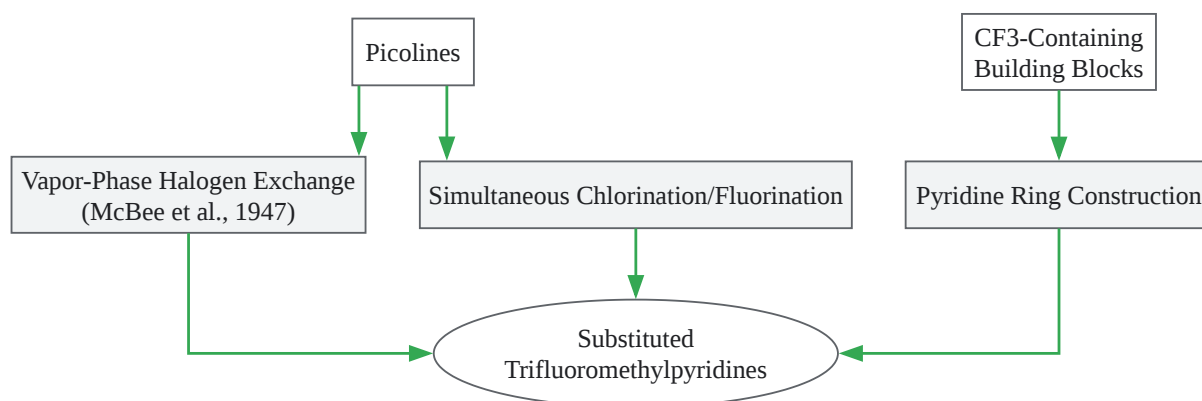 Picolines
CF3-Containing
Building Blocks
Vapor-Phase Halogen Exchange
(McBee et al., 1947)
Simultaneous Chlorination/Fluorination
Pyridine Ring Construction
Substituted
Trifluoromethylpyridines